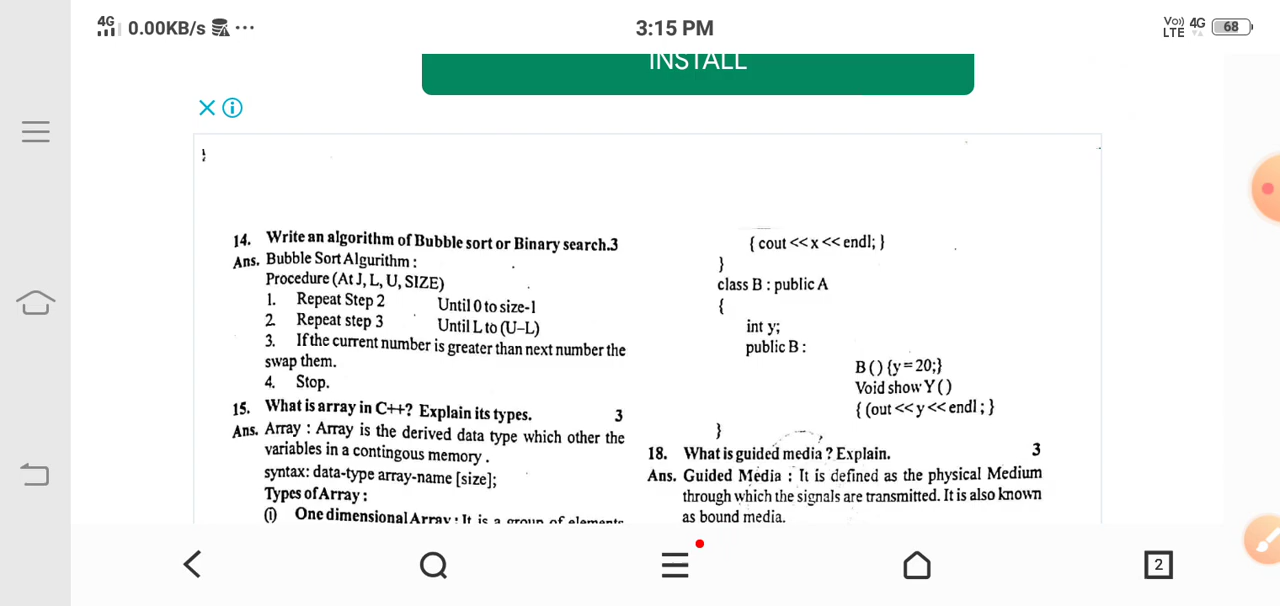 4G 0.00KB/s ...
3:15 PM
Vo) LTE 4G 68
INSTALL
14. Write an algorithm of Bubble sort or Binary search.3
Ans. Bubble Sort Algurithm :
Procedure (At J, L, U, SIZE)
1. Repeat Step 2 Until 0 to size-1
2. Repeat step 3 Until L to (U–L)
3. If the current number is greater than next number the
swap them.
4. Stop.
15. What is array in C++? Explain its types. 3
Ans. Array : Array is the derived data type which other the
variables in a contingous memory .
syntax: data-type array-name [size];
Types of Array :
(i) One dimensional Array : It is a group of elements
{ cout <<x << endl; }
}
class B : public A
{
int y;
public B :
B ( ) {y = 20;}
Void show Y ( )
{ (out <<y << endl ; }
}
18. What is guided media ? Explain. 3
Ans. Guided Media : It is defined as the physical Medium
through which the signals are transmitted. It is also known
as bound media.
2